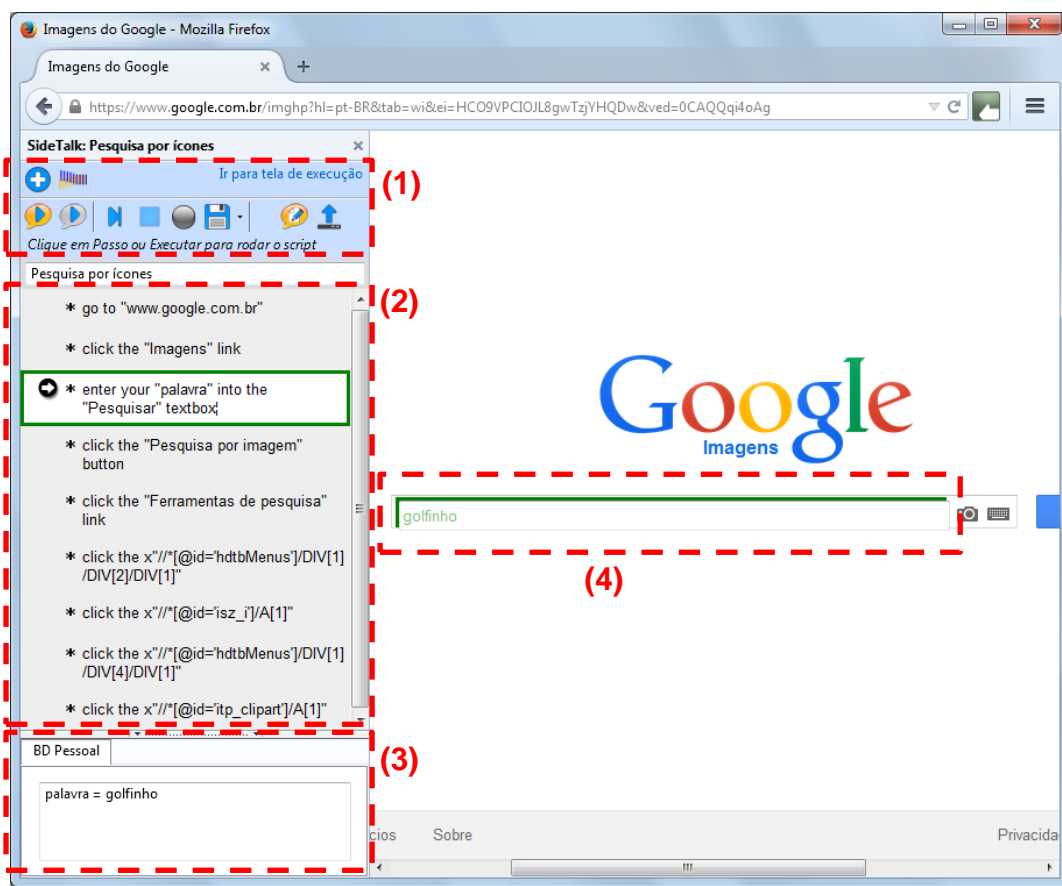 Imagens do Google - Mozilla Firefox
Imagens do Google
https://www.google.com.br/imghp?hl=pt-BR&tab=wi&ei=HCO9VPCIOJL8gwTzjYHQDw&ved=0CAQQqi4oAg
SideTalk: Pesquisa por ícones
Ir para tela de execução
(1)
Clique em Passo ou Executar para rodar o script
Pesquisa por ícones
(2)
* go to "www.google.com.br"
* click the "Imagens" link
* enter your "palavra" into the
"Pesquisar" textbox
* click the "Pesquisa por imagem"
button
* click the "Ferramentas de pesquisa"
link
* click the x"//*[@id='hdtbMenus']/DIV[1]
/DIV[2]/DIV[1]"
* click the x"//*[@id='isz_i']/A[1]"
* click the x"//*[@id='hdtbMenus']/DIV[1]
/DIV[4]/DIV[1]"
* click the x"//*[@id='itp_clipart']/A[1]"
Google
Imagens
golfinho
(4)
BD Pessoal
(3)
palavra = golfinho
cios Sobre Privacida